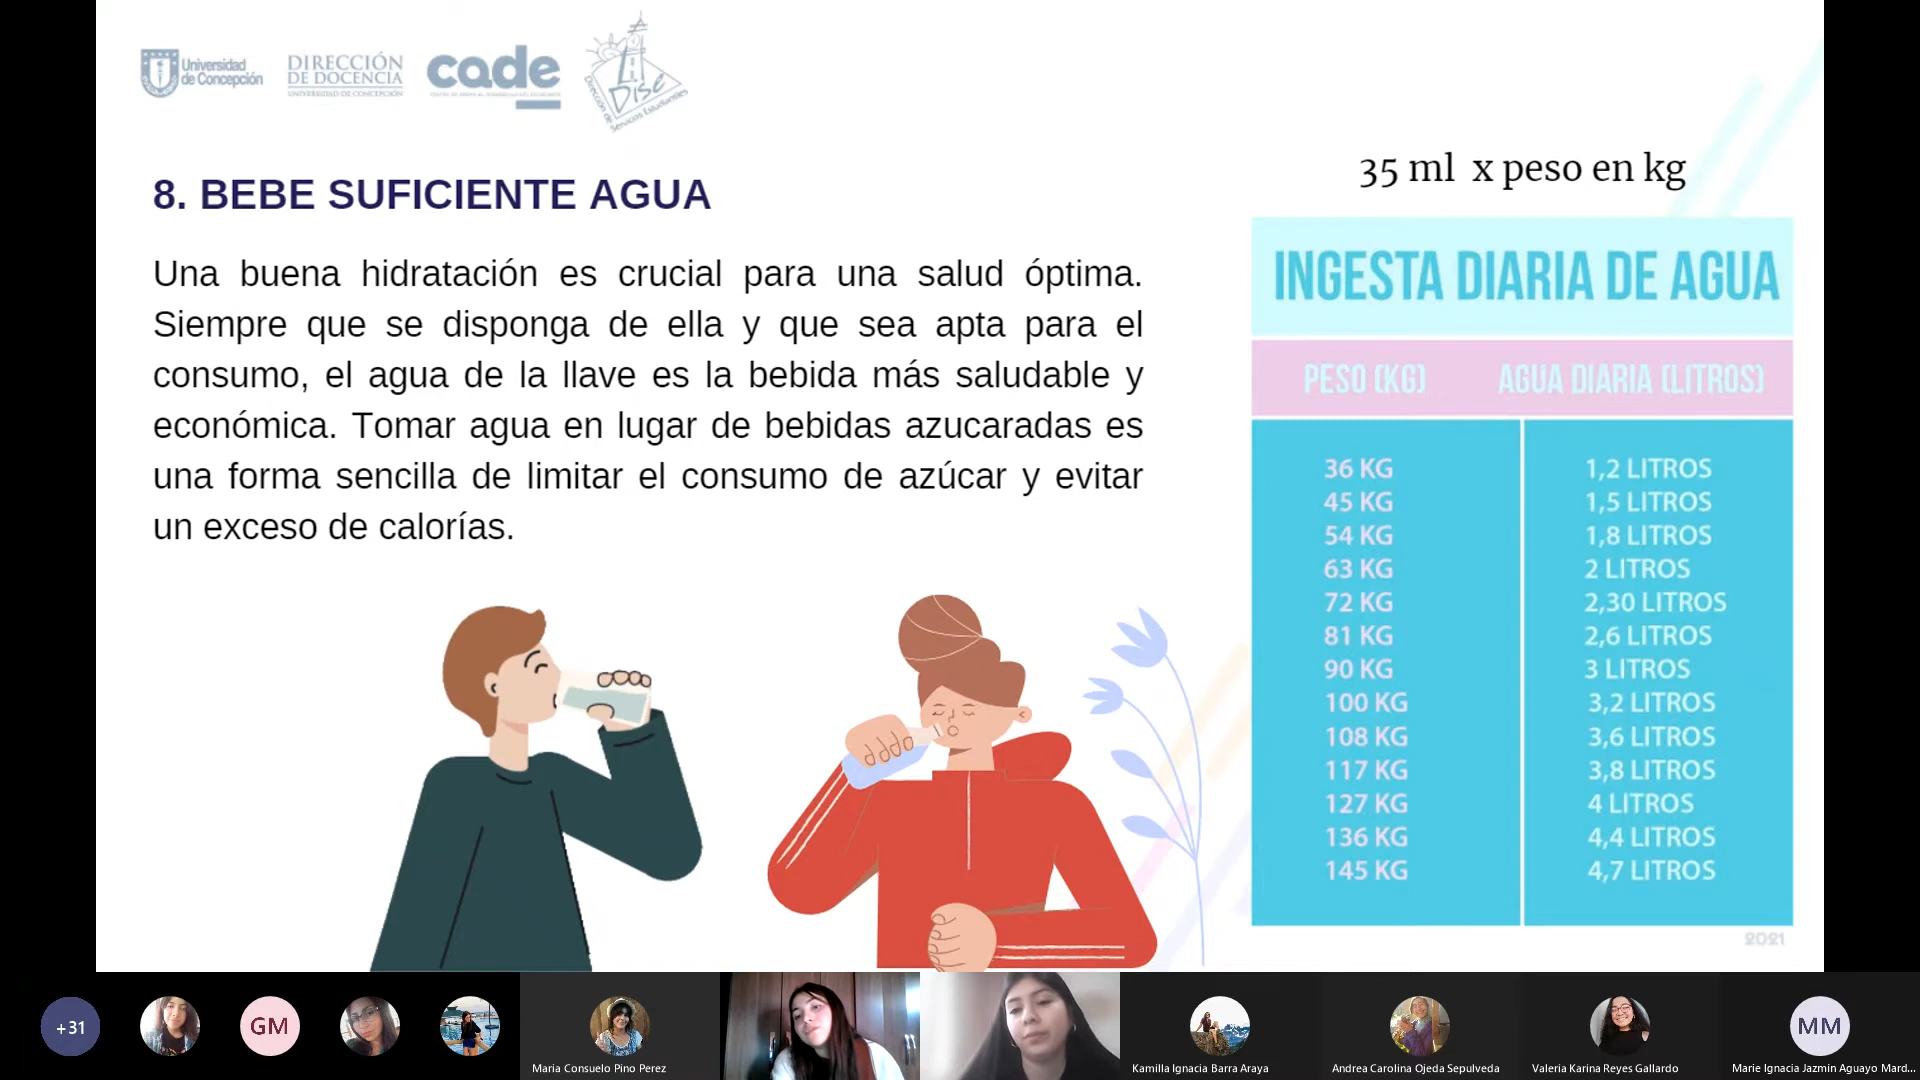 Universidad
de Concepción
DIRECCIÓN
DE DOCENCIA
UNIVERSIDAD DE CONCEPCIÓN
cade
Dise
Dirección de Servicios Estudiantiles
35 ml x peso en kg
8. BEBE SUFICIENTE AGUA
Una buena hidratación es crucial para una salud óptima.
Siempre que se disponga de ella y que sea apta para el
consumo, el agua de la llave es la bebida más saludable y
económica. Tomar agua en lugar de bebidas azucaradas es
una forma sencilla de limitar el consumo de azúcar y evitar
un exceso de calorías.
INGESTA DIARIA DE AGUA
PESO (KG) AGUA DIARIA (LITROS)
36 KG 1,2 LITROS
45 KG 1,5 LITROS
54 KG 1,8 LITROS
63 KG 2 LITROS
72 KG 2,30 LITROS
81 KG 2,6 LITROS
90 KG 3 LITROS
100 KG 3,2 LITROS
108 KG 3,6 LITROS
117 KG 3,8 LITROS
127 KG 4 LITROS
136 KG 4,4 LITROS
145 KG 4,7 LITROS
2021
+31
GM
Maria Consuelo Pino Perez
Kamilla Ignacia Barra Araya
Andrea Carolina Ojeda Sepulveda
Valeria Karina Reyes Gallardo
MM
Marie Ignacia Jazmin Aguayo Mard...